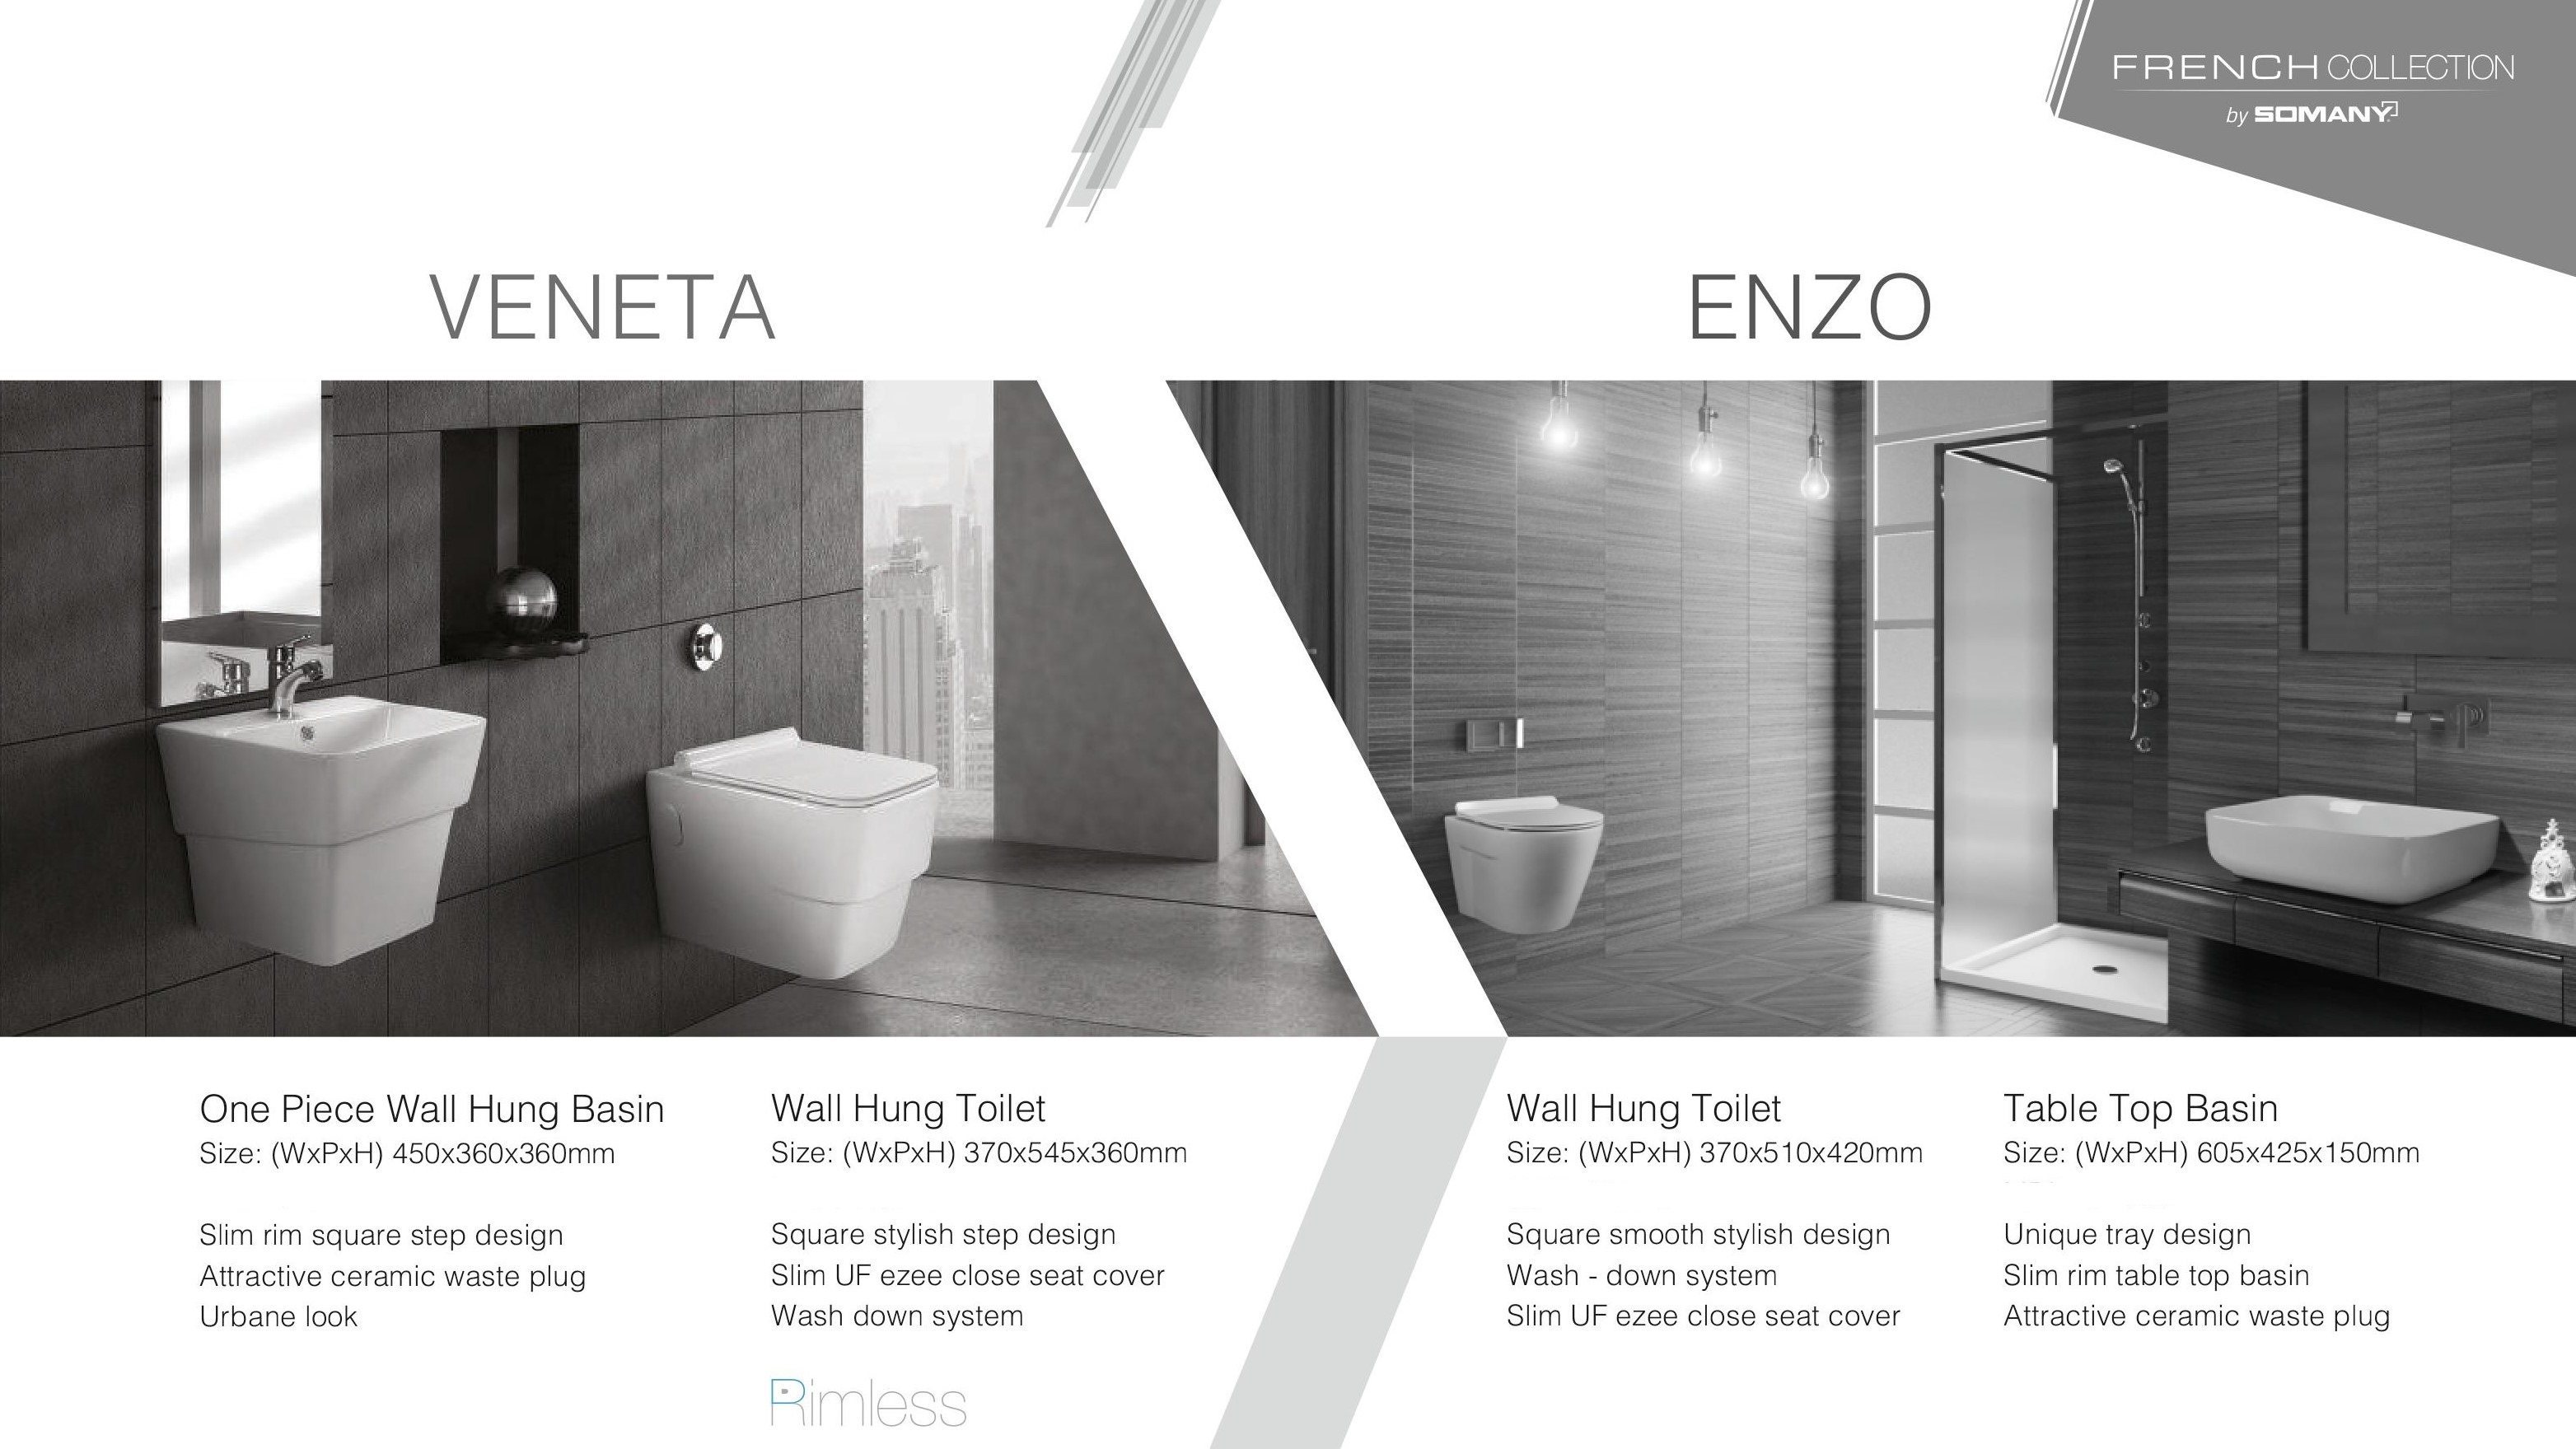 FRENCH COLLECTION
by SOMANY
VENETA
ENZO
One Piece Wall Hung Basin
Size: (WxPxH) 450x360x360mm
Slim rim square step design
Attractive ceramic waste plug
Urbane look
Wall Hung Toilet
Size: (WxPxH) 370x545x360mm
Square stylish step design
Slim UF ezee close seat cover
Wash down system
Rimless
Wall Hung Toilet
Size: (WxPxH) 370x510x420mm
Square smooth stylish design
Wash - down system
Slim UF ezee close seat cover
Table Top Basin
Size: (WxPxH) 605x425x150mm
Unique tray design
Slim rim table top basin
Attractive ceramic waste plug